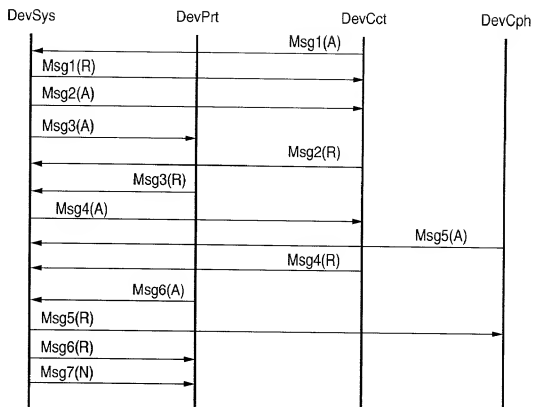 DevSys DevPrt DevCct DevCph
Msg1(A)
Msg1(R)
Msg2(A)
Msg3(A)
Msg2(R)
Msg3(R)
Msg4(A)
Msg5(A)
Msg4(R)
Msg6(A)
Msg5(R)
Msg6(R)
Msg7(N)